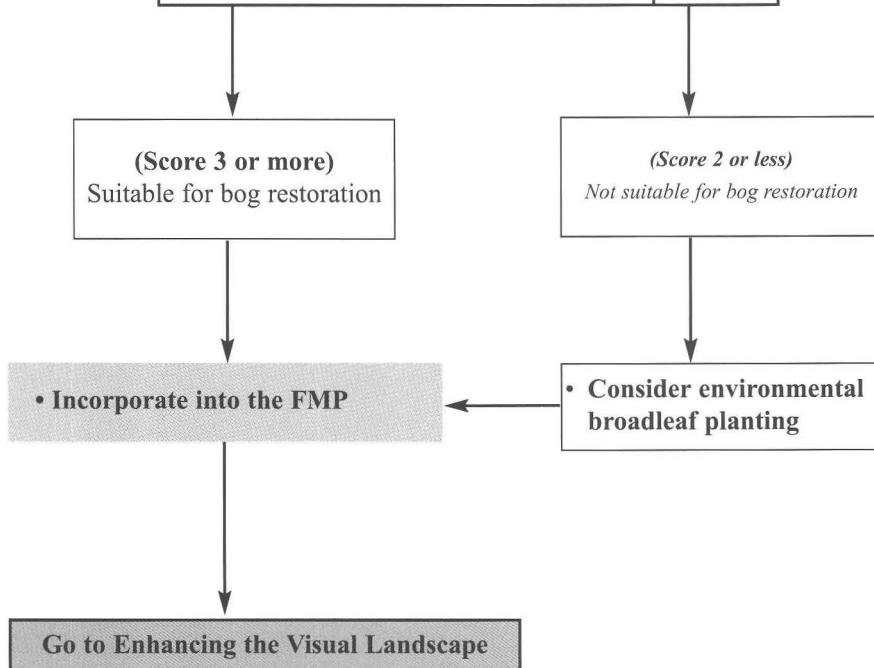 (Score 3 or more)
Suitable for bog restoration
(Score 2 or less)
Not suitable for bog restoration
• Incorporate into the FMP
• Consider environmental
broadleaf planting
Go to Enhancing the Visual Landscape